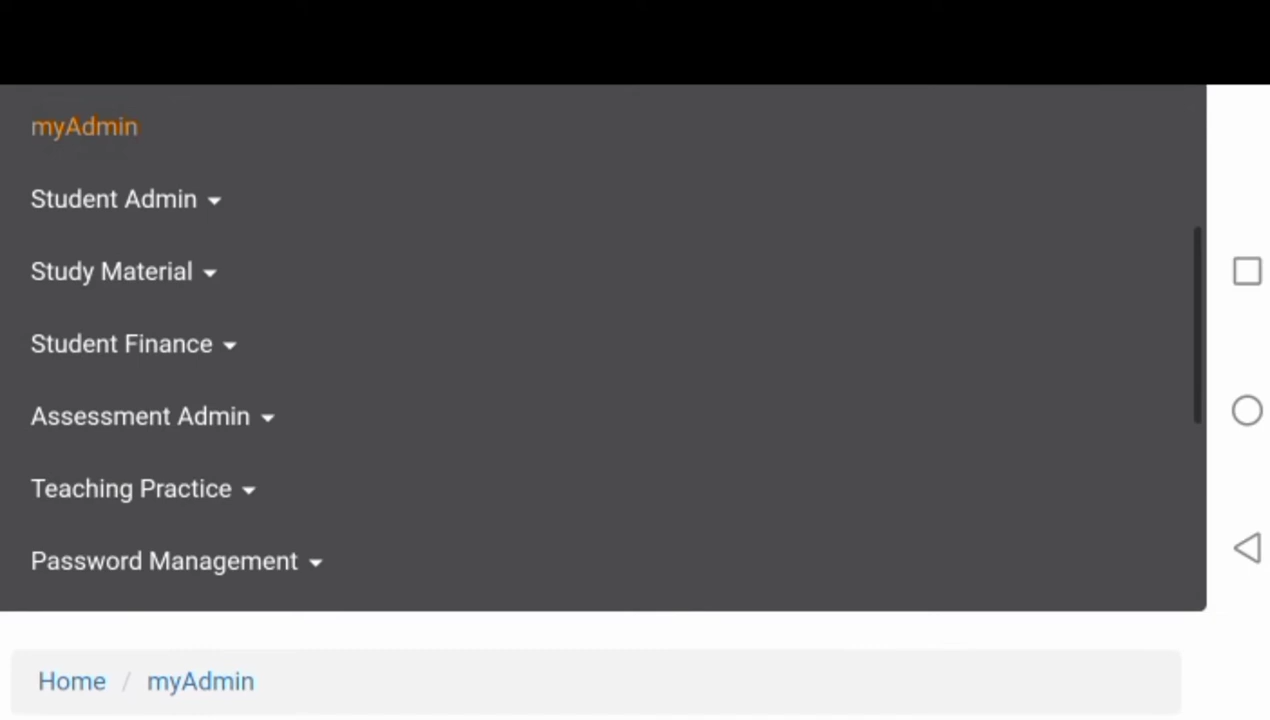 myAdmin
Student Admin
Study Material
Student Finance
Assessment Admin
Teaching Practice
Password Management
Home / myAdmin